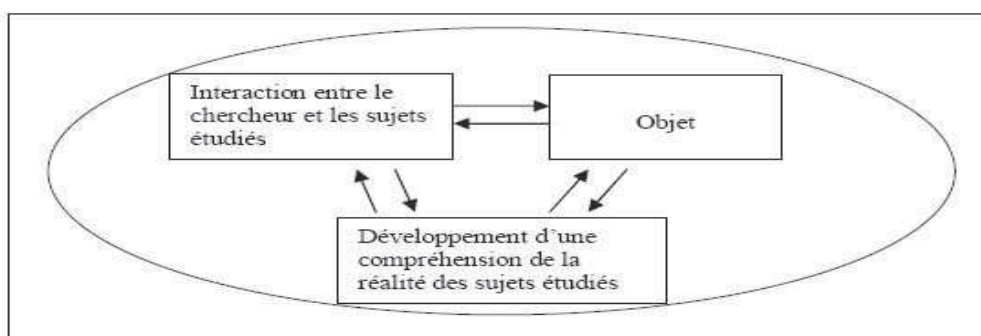 Interaction entre le
chercheur et les sujets
étudiés
Objet
Développement d'une
compréhension de la
réalité des sujets étudiés